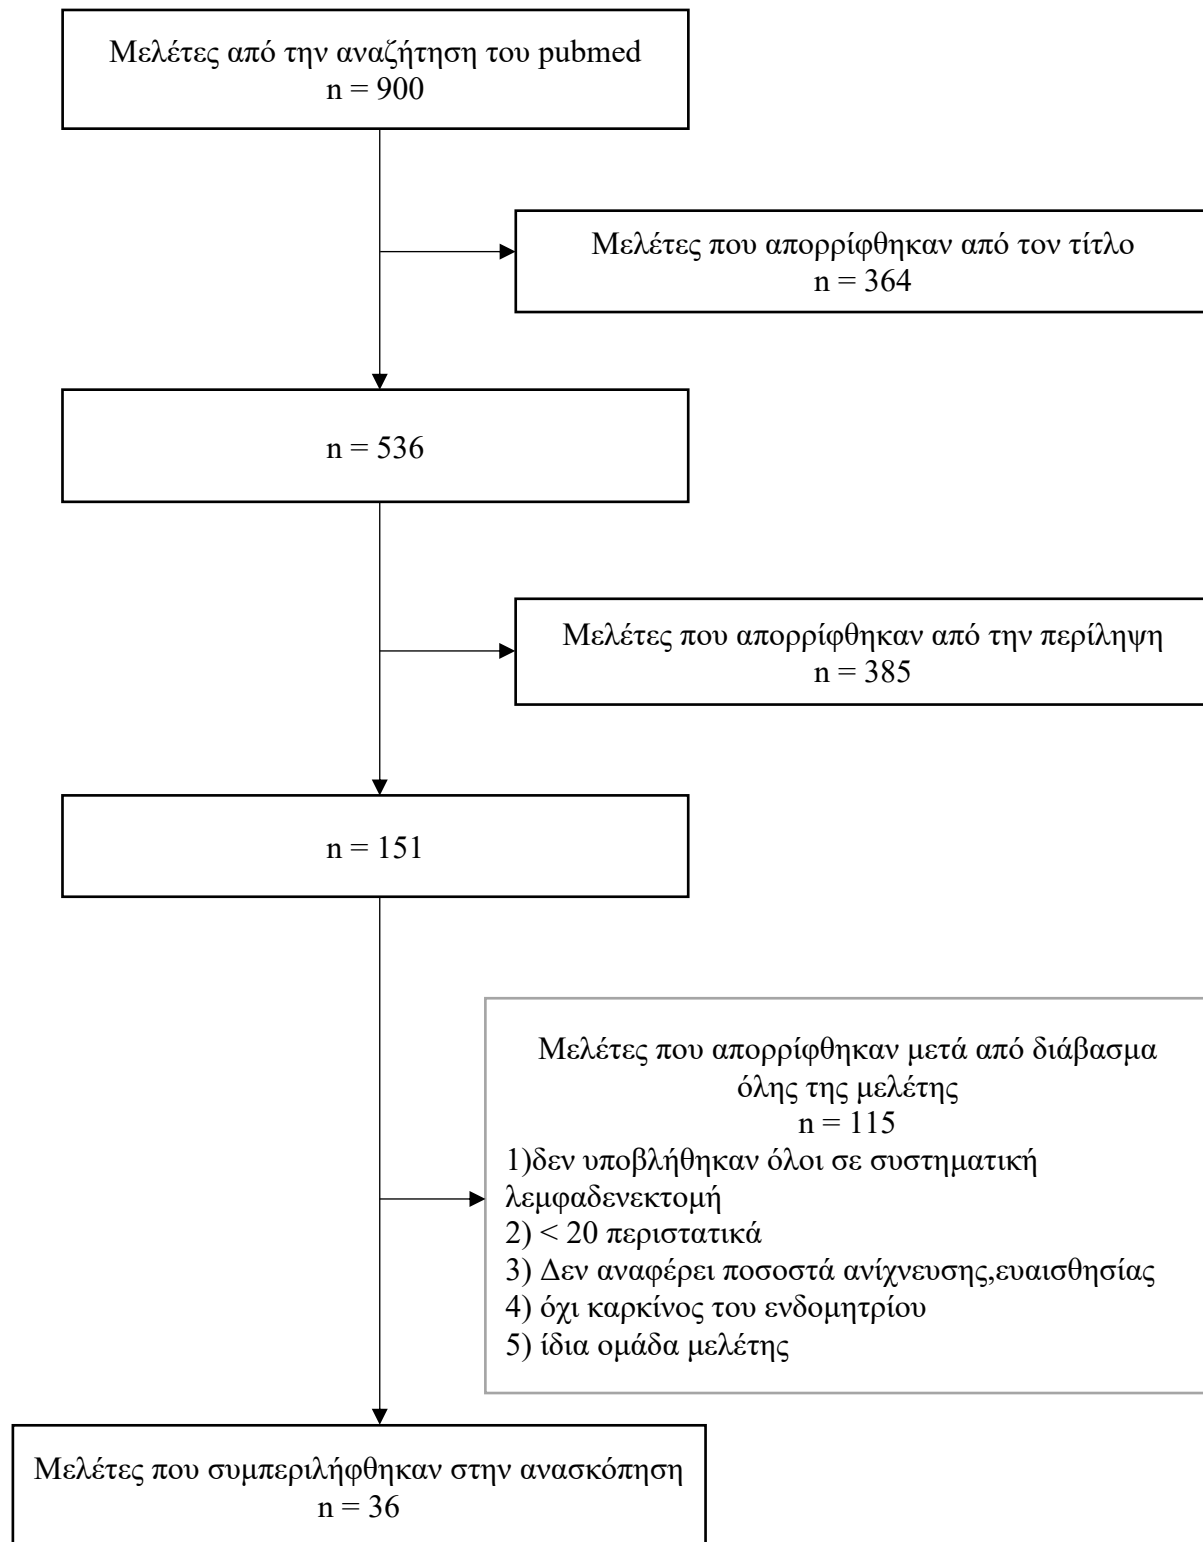 Μελέτες από την αναζήτηση του pubmed
n = 900
Μελέτες που απορρίφθηκαν από τον τίτλο
n = 364
n = 536
Μελέτες που απορρίφθηκαν από την περίληψη
n = 385
n = 151
Μελέτες που απορρίφθηκαν μετά από διάβασμα
όλης της μελέτης
n = 115
1)δεν υποβλήθηκαν όλοι σε συστηματική
λεμφαδενεκτομή
2) < 20 περιστατικά
3) Δεν αναφέρει ποσοστά ανίχνευσης,ευαισθησίας
4) όχι καρκίνος του ενδομητρίου
5) ίδια ομάδα μελέτης
Μελέτες που συμπεριλήφθηκαν στην ανασκόπηση
n = 36